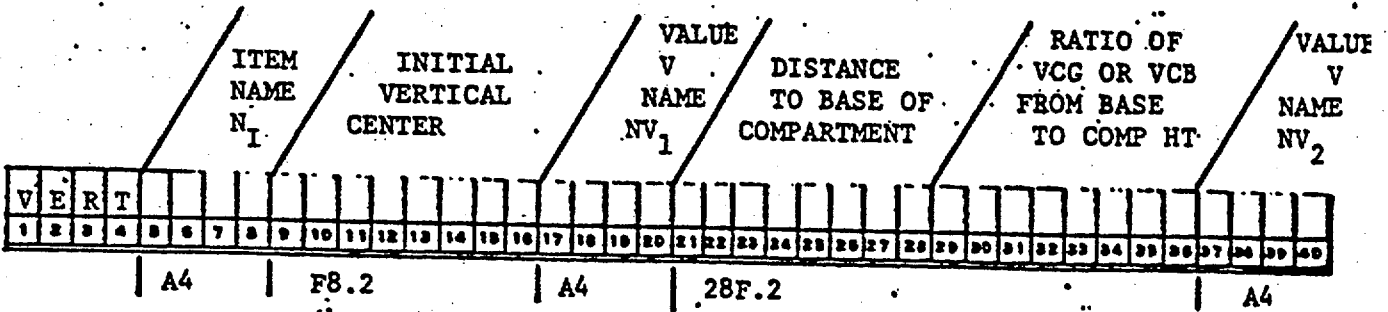 ITEM NAME N_I
INITIAL VERTICAL CENTER
VALUE V NAME NV_1
DISTANCE TO BASE OF COMPARTMENT
RATIO OF VCG OR VCB FROM BASE TO COMP HT
VALUE V NAME NV_2
V E R T
1 2 3 4 5 6 7 8 9 10 11 12 13 14 15 16 17 18 19 20 21 22 23 24 25 26 27 28 29 30 31 32 33 34 35 36 37 38 39 40
A4 F8.2 A4 28F.2 A4